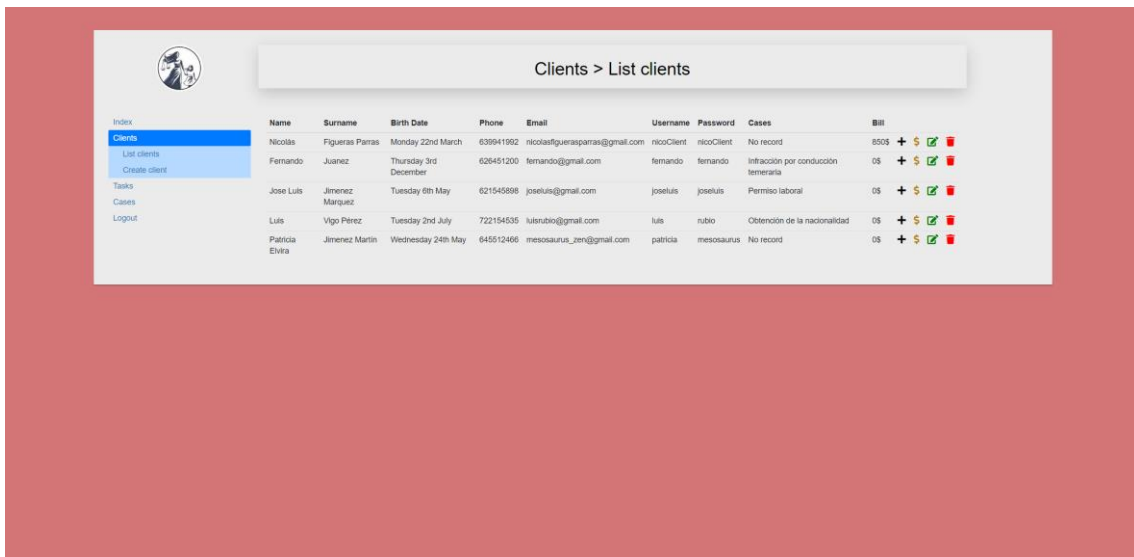 Clients > List clients
Index
Clients
List clients
Create client
Tasks
Cases
Logout
Name Surname Birth Date Phone Email Username Password Cases Bill
Nicolás Figueras Parras Monday 22nd March 639941992 nicolasfiguerasparras@gmail.com nicoClient nicoClient No record 850$ $
Fernando Juanez Thursday 3rd December 626451200 fernando@gmail.com fernando fernando Infracción por conducción temeraria 0$ $
Jose Luis Jimenez Marquez Tuesday 6th May 621545898 joseluis@gmail.com joseluis joseluis Permiso laboral 0$ $
Luis Vigo Pérez Tuesday 2nd July 722154535 luisrubio@gmail.com luis rubio Obtención de la nacionalidad 0$ $
Patricia Elvira Jimenez Martín Wednesday 24th May 645512466 mesosaurus_zen@gmail.com patricia mesosaurus No record 0$ $